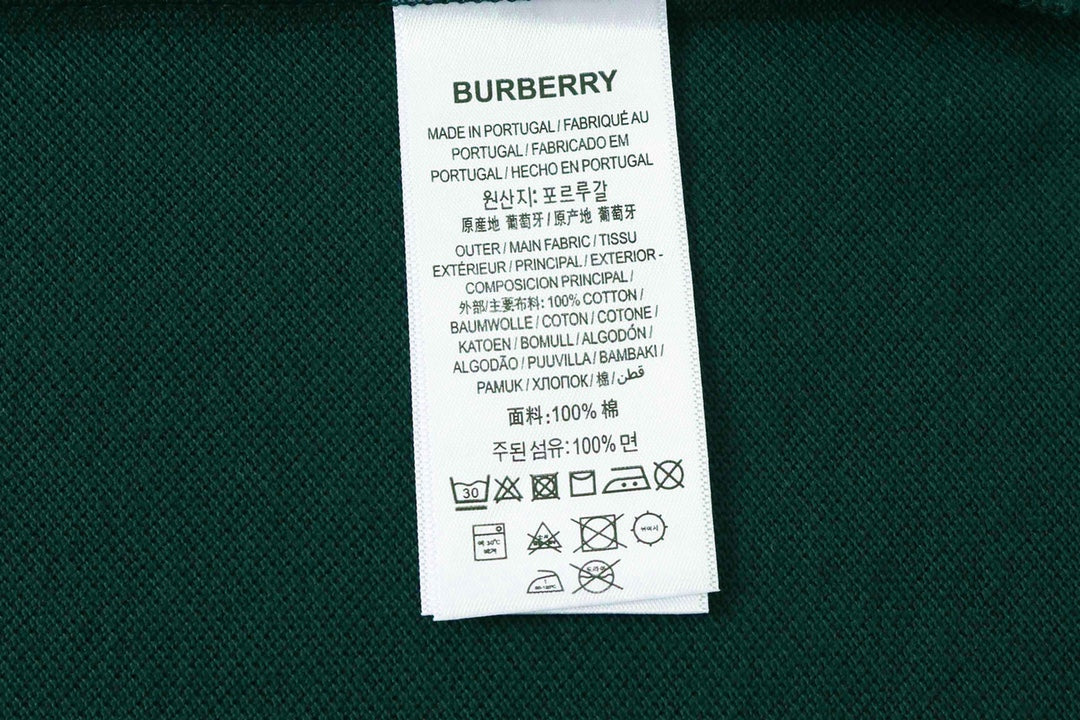 BURBERRY
MADE IN PORTUGAL / FABRIQUÉ AU
PORTUGAL / FABRICADO EM
PORTUGAL / HECHO EN PORTUGAL
원산지: 포르루갈
原産地 葡萄牙 / 原产地 葡萄牙
OUTER / MAIN FABRIC / TISSU
EXTÉRIEUR / PRINCIPAL / EXTERIOR -
COMPOSICION PRINCIPAL /
外部/主要布料: 100% COTTON /
BAUMWOLLE / COTON / COTONE /
KATOEN / BOMULL / ALGODÓN /
ALGODÃO / PUUVILLA / BAMBAKI /
PAMUK / ХЛОПОК / 棉 / قطن
面料:100% 棉
주된 섬유: 100% 면
30
30℃